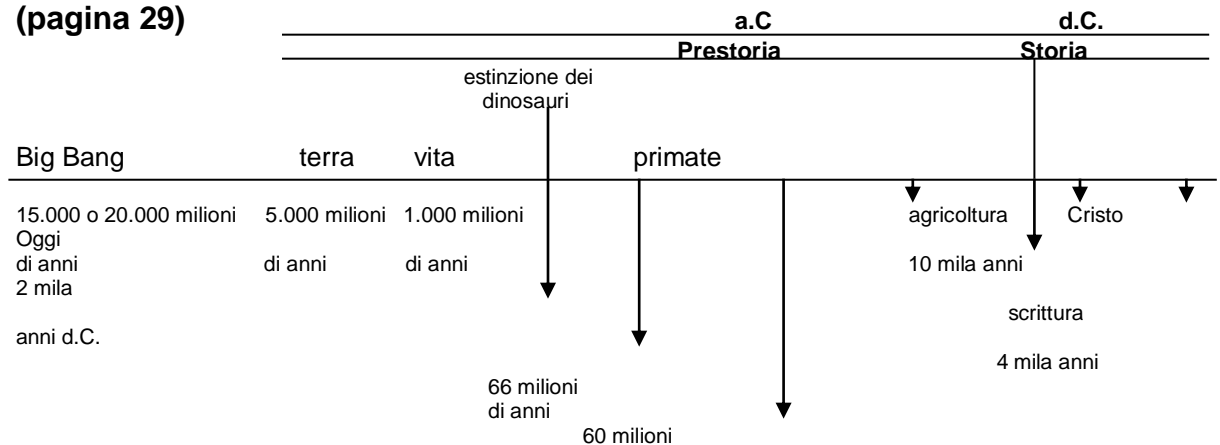 (pagina 29)
a.C d.C.
Prestoria Storia
estinzione dei
dinosauri
Big Bang terra vita primate
15.000 o 20.000 milioni 5.000 milioni 1.000 milioni agricoltura Cristo
Oggi
di anni di anni di anni 10 mila anni
2 mila
scrittura
anni d.C.
4 mila anni
66 milioni
di anni
60 milioni